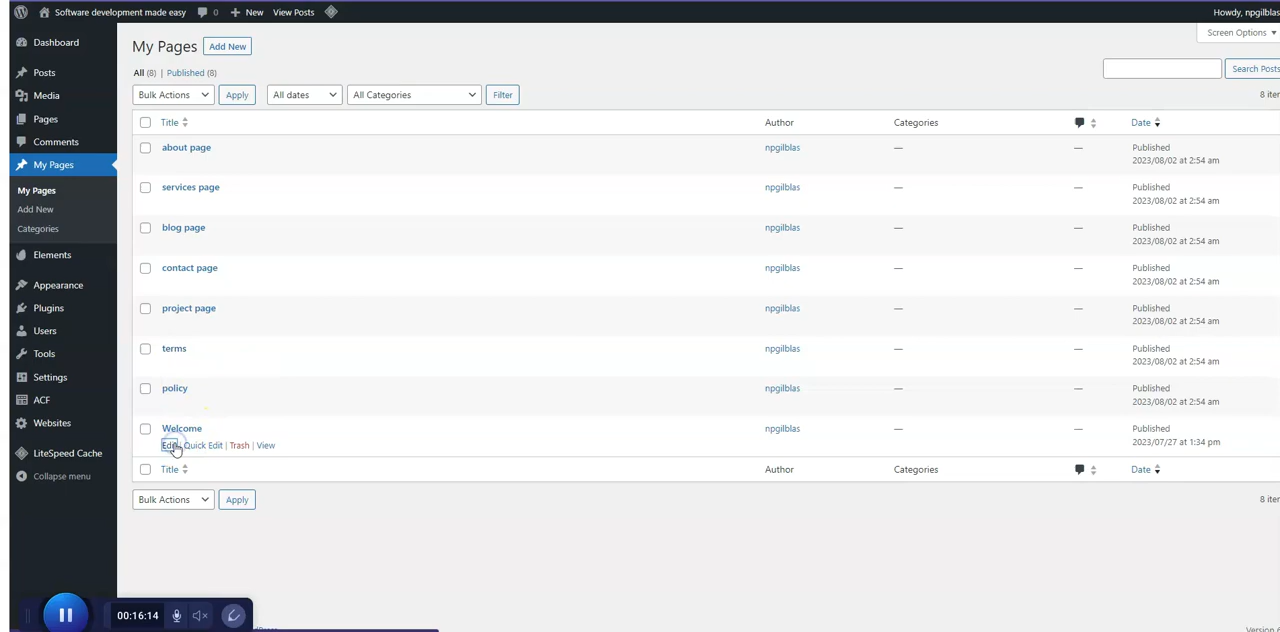 Software development made easy 0 New View Posts Howdy, npgilblas
Screen Options
Dashboard
Posts
Media
Pages
Comments
My Pages
My Pages
Add New
Categories
Elements
Appearance
Plugins
Users
Tools
Settings
ACF
Websites
LiteSpeed Cache
Collapse menu
My Pages Add New
All (8) | Published (8)
Search Posts
Bulk Actions Apply All dates All Categories Filter
8
Title Author Categories Date
about page npgilblas — — Published
2023/08/02 at 2:54 am
services page npgilblas — — Published
2023/08/02 at 2:54 am
blog page npgilblas — — Published
2023/08/02 at 2:54 am
contact page npgilblas — — Published
2023/08/02 at 2:54 am
project page npgilblas — — Published
2023/08/02 at 2:54 am
terms npgilblas — — Published
2023/08/02 at 2:54 am
policy npgilblas — — Published
2023/08/02 at 2:54 am
Welcome npgilblas — — Published
2023/07/27 at 1:34 pm
Edit | Quick Edit | Trash | View
Title Author Categories Date
Bulk Actions Apply
8
00:16:14
Version